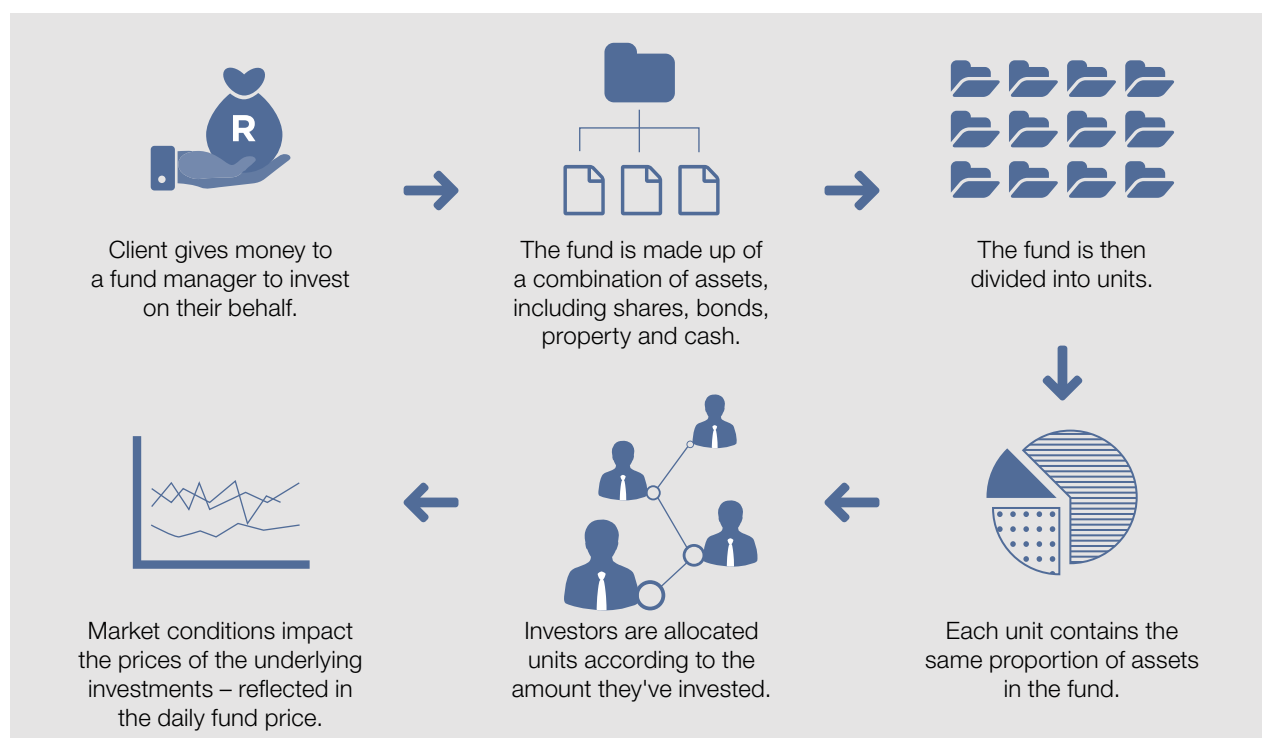 R
Client gives money to
a fund manager to invest
on their behalf.
The fund is made up of
a combination of assets,
including shares, bonds,
property and cash.
The fund is then
divided into units.
Each unit contains the
same proportion of assets
in the fund.
Investors are allocated
units according to the
amount they've invested.
Market conditions impact
the prices of the underlying
investments – reflected in
the daily fund price.